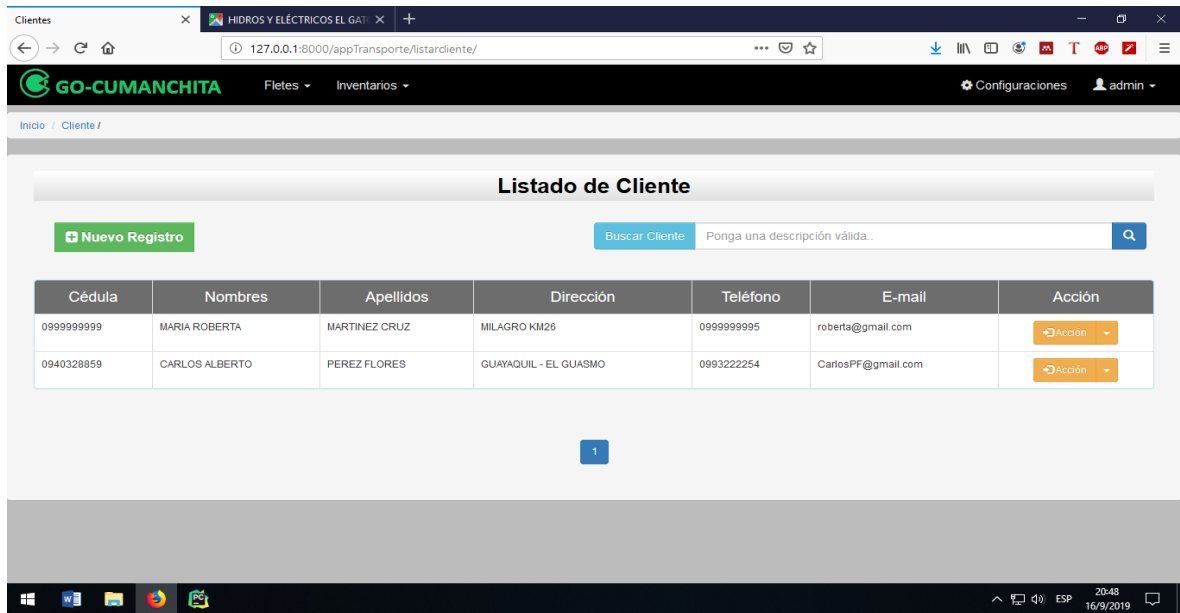 Clientes
HIDROS Y ELÉCTRICOS EL GAT
127.0.0.1:8000/appTransporte/listarcliente/
GO-CUMANCHITA
Fletes
Inventarios
Configuraciones
admin
Inicio / Cliente /
Listado de Cliente
Nuevo Registro
Buscar Cliente
Ponga una descripción válida..
Cédula Nombres Apellidos Dirección Teléfono E-mail Acción
0999999999 MARIA ROBERTA MARTINEZ CRUZ MILAGRO KM26 0999999995 roberta@gmail.com Acción
0940328859 CARLOS ALBERTO PEREZ FLORES GUAYAQUIL - EL GUASMO 0993222254 CarlosPF@gmail.com Acción
1
ESP
20:48
16/9/2019